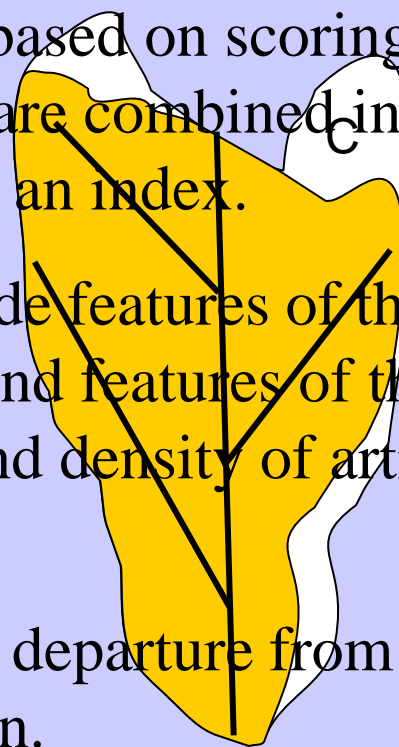 based on scoring
are combined in
C
an index.
de features of th
nd features of th
nd density of art
departure from
n.